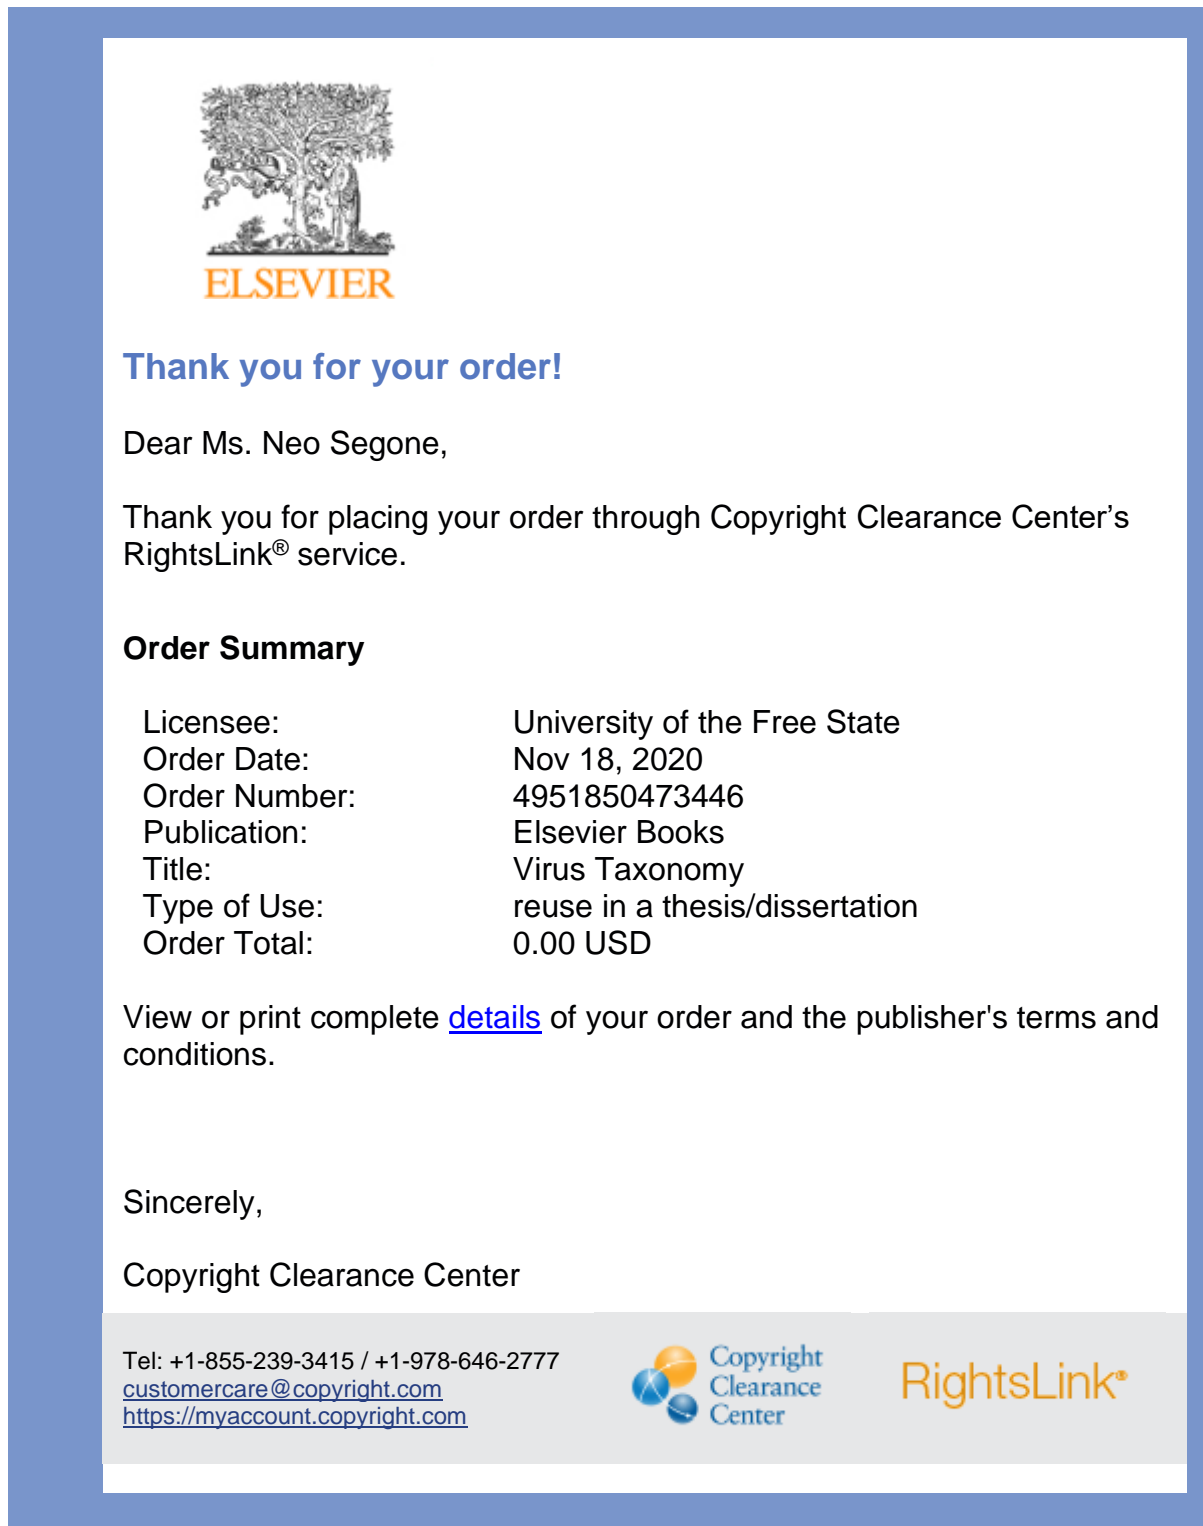 ELSEVIER
Thank you for your order!
Dear Ms. Neo Segone,
Thank you for placing your order through Copyright Clearance Center’s
RightsLink® service.
Order Summary
Licensee: University of the Free State
Order Date: Nov 18, 2020
Order Number: 4951850473446
Publication: Elsevier Books
Title: Virus Taxonomy
Type of Use: reuse in a thesis/dissertation
Order Total: 0.00 USD
View or print complete details of your order and the publisher's terms and
conditions.
Sincerely,
Copyright Clearance Center
Tel: +1-855-239-3415 / +1-978-646-2777
customercare@copyright.com
https://myaccount.copyright.com
Copyright
Clearance
Center
RightsLink®